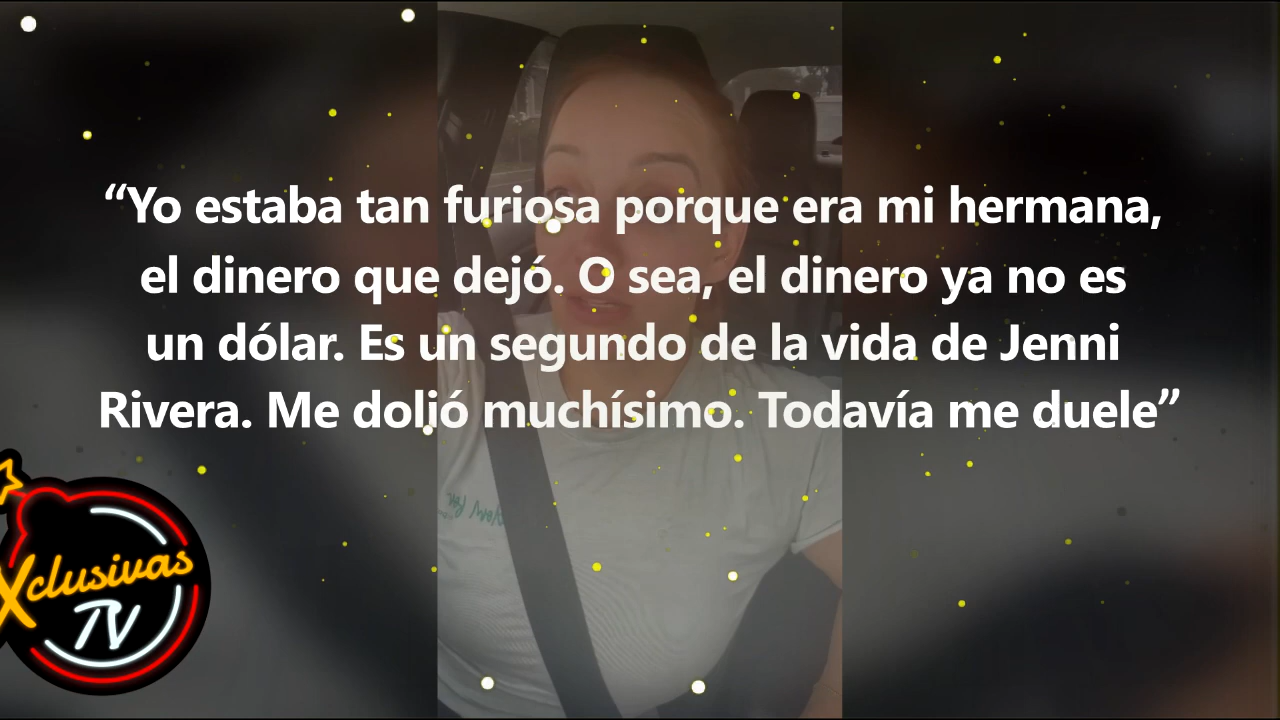 “Yo estaba tan furiosa porque era mi hermana,
el dinero que dejó. O sea, el dinero ya no es
un dólar. Es un segundo de la vida de Jenni
Rivera. Me dolió muchísimo. Todavía me duele”
Xclusivas
TV